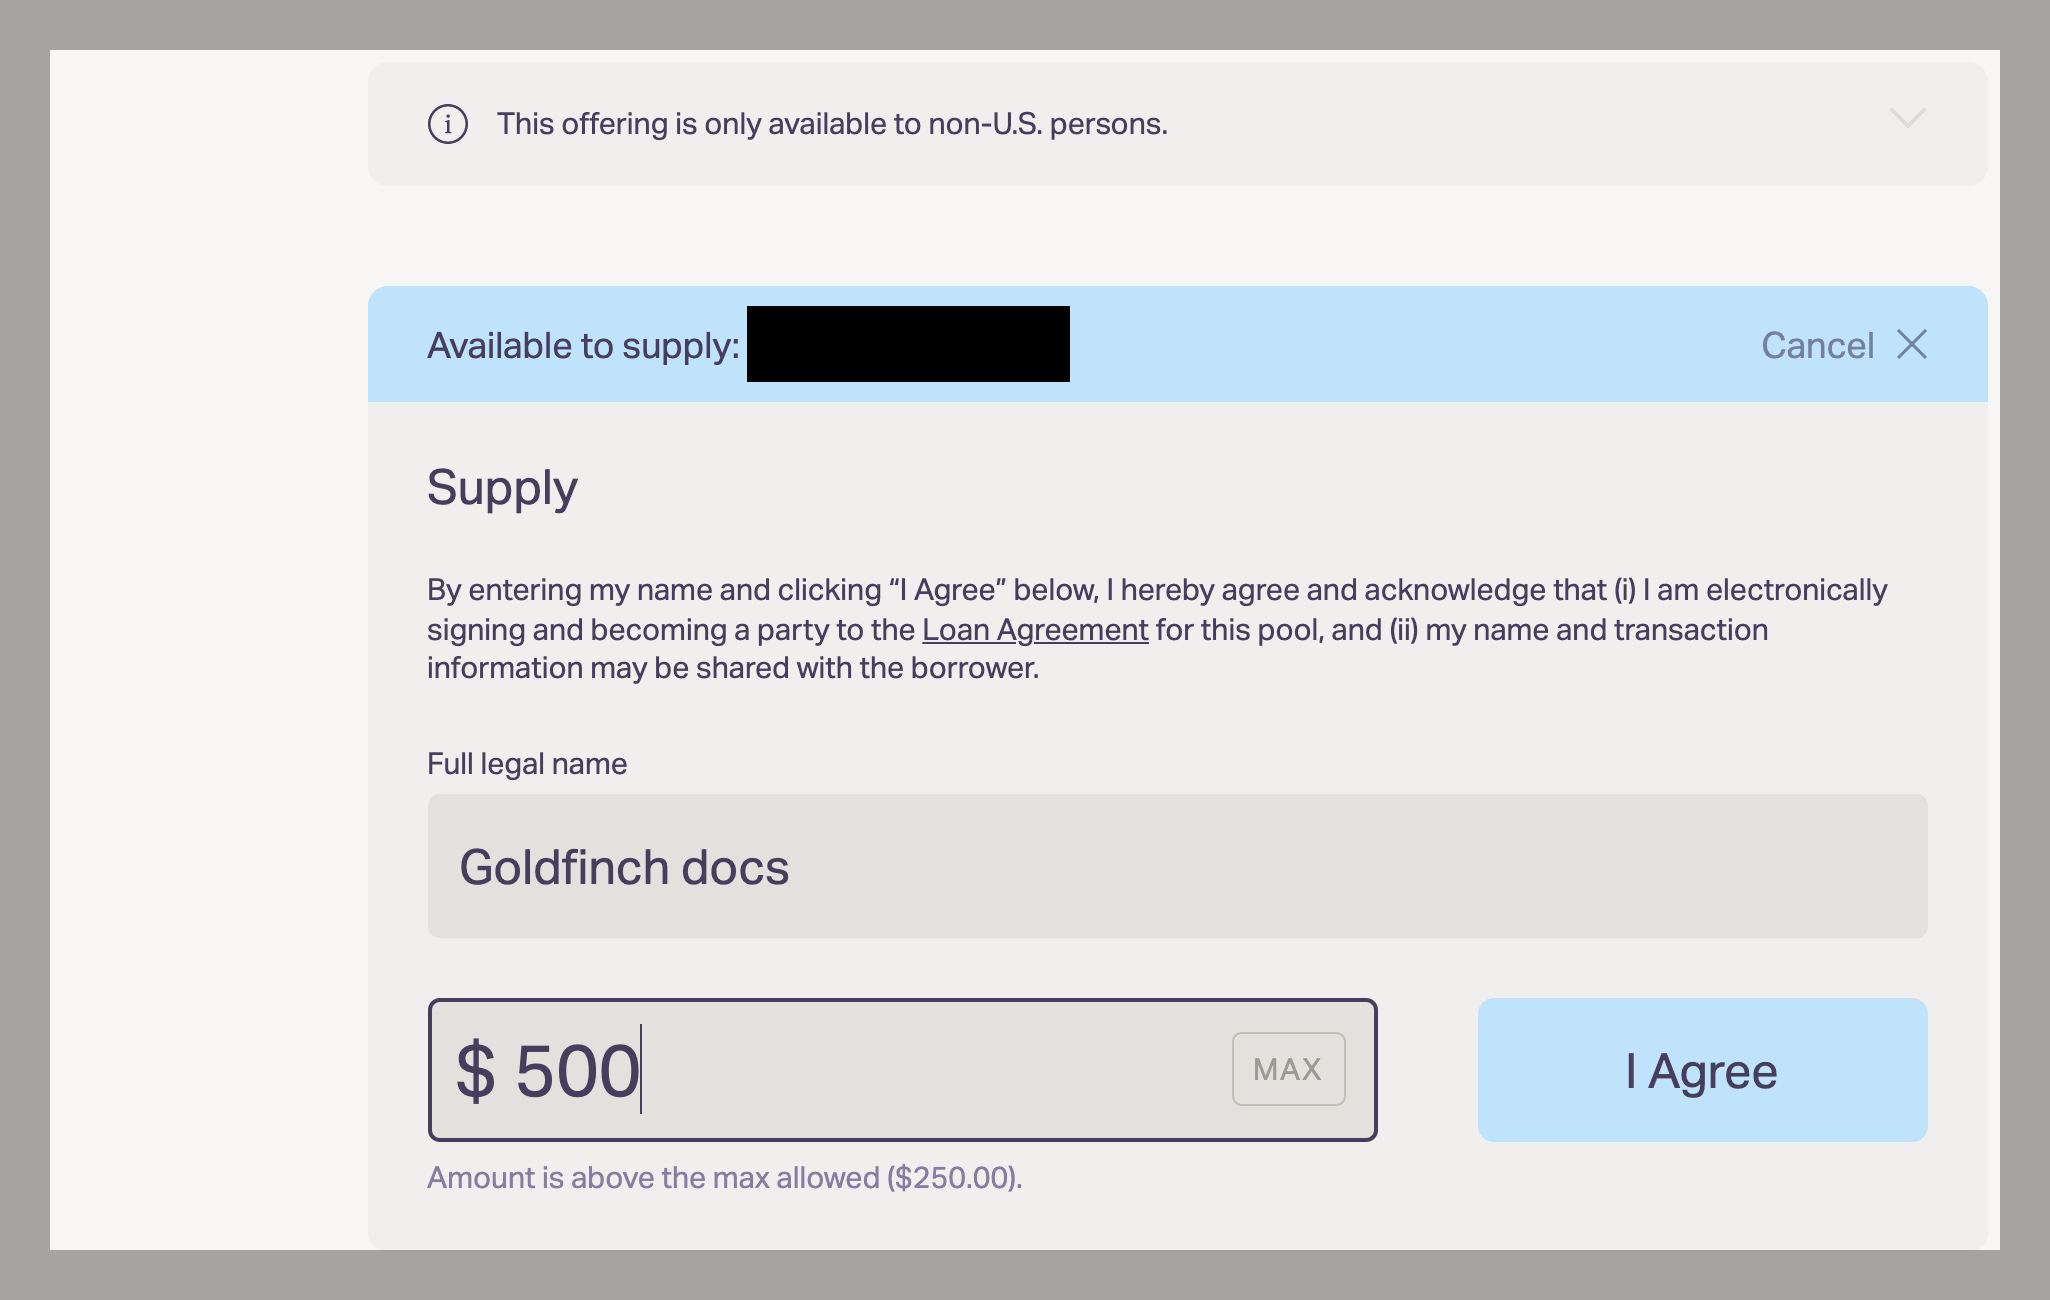 This offering is only available to non-U.S. persons.
Available to supply:
Cancel
Supply
By entering my name and clicking “I Agree” below, I hereby agree and acknowledge that (i) I am electronically
signing and becoming a party to the Loan Agreement for this pool, and (ii) my name and transaction
information may be shared with the borrower.
Full legal name
Goldfinch docs
$ 500
MAX
I Agree
Amount is above the max allowed ($250.00).